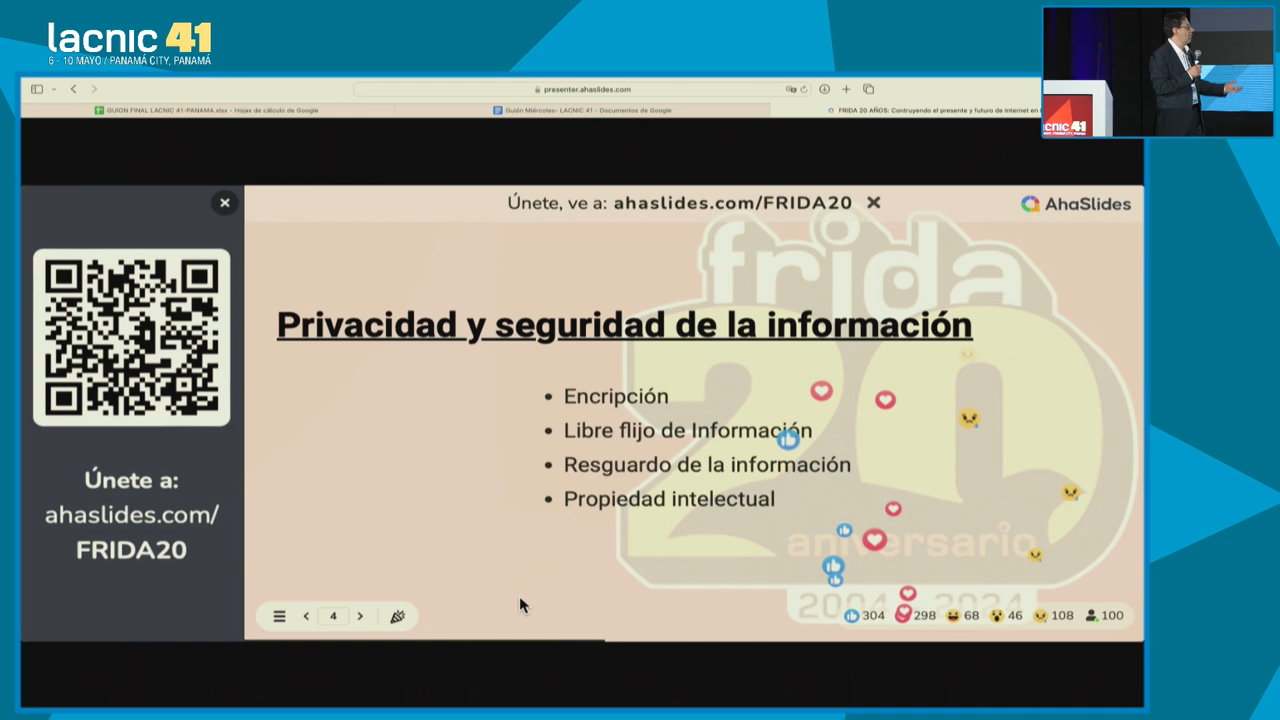 lacnic 41
6 - 10 MAYO / PANAMÁ CITY, PANAMÁ
presenter.ahaslides.com
GUION FINAL LACNIC 41-PANAMA.xlsx - Hojas de cálculo de Google
Guión Miércoles- LACNIC 41 - Documentos de Google
FRIDA 20 AÑOS: Contruyendo el presente y futuro de Internet en
cnic 41
Únete, ve a: ahaslides.com/FRIDA20
AhaSlides
frida
20
aniversario
2004 - 2024
Privacidad y seguridad de la información
• Encripción
• Libre flijo de Información
• Resguardo de la información
• Propiedad intelectual
Únete a:
ahaslides.com/
FRIDA20
4
304 298 68 46 108 100